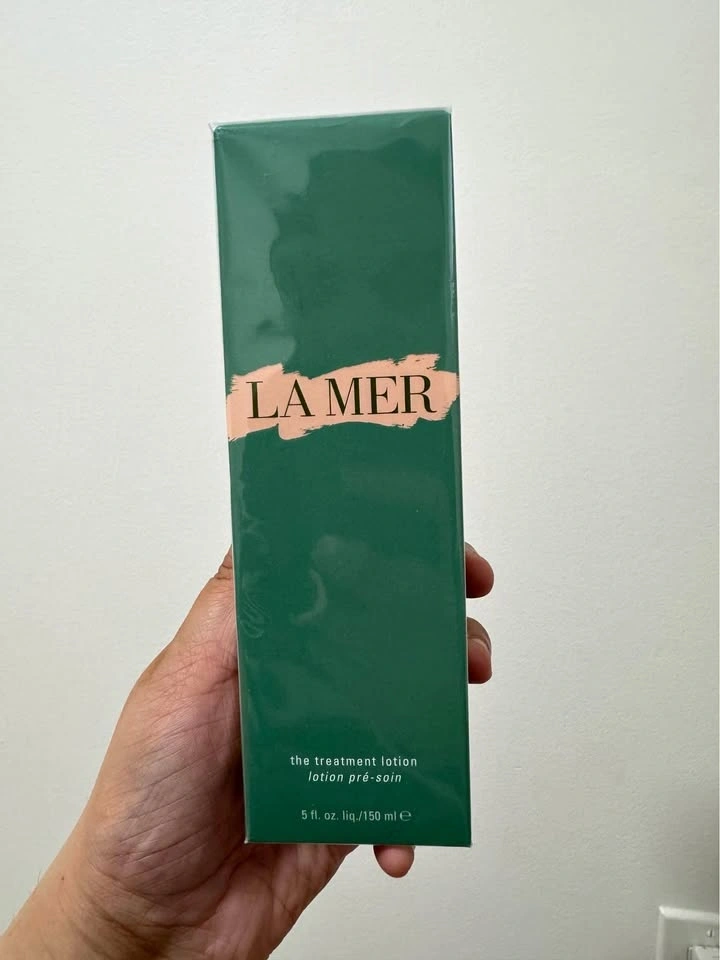 LA MER
the treatment lotion
lotion pré-soin
5 fl. oz. liq./150 ml ℮